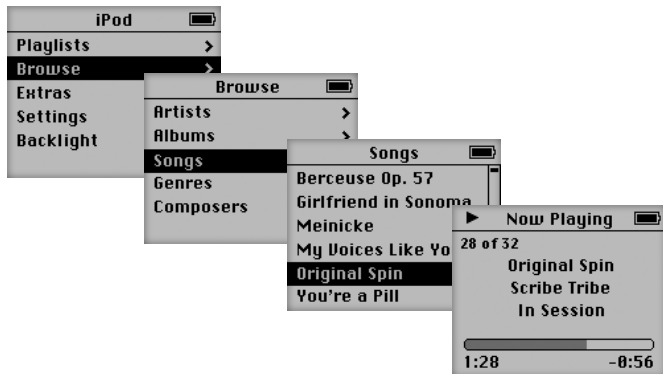 iPod
Playlists >
Browse >
Extras
Settings
Backlight
Browse
Artists >
Albums >
Songs
Genres
Composers
Songs
Berceuse Op. 57
Girlfriend in Sonoma
Meinicke
My Voices Like Yo
Original Spin
You're a Pill
Now Playing
28 of 32
Original Spin
Scribe Tribe
In Session
1:28 -0:56